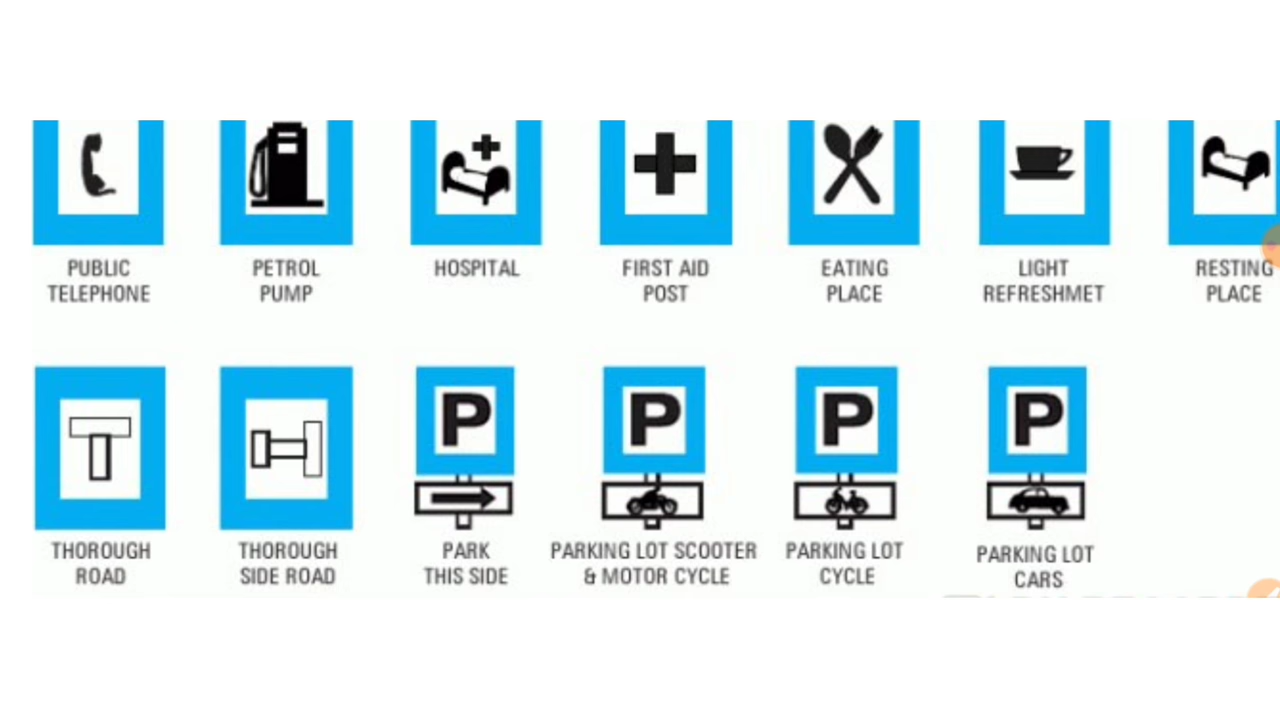 PUBLIC
TELEPHONE
PETROL
PUMP
HOSPITAL
FIRST AID
POST
EATING
PLACE
LIGHT
REFRESHMET
RESTING
PLACE
P
P
P
P
THOROUGH
ROAD
THOROUGH
SIDE ROAD
PARK
THIS SIDE
PARKING LOT SCOOTER
& MOTOR CYCLE
PARKING LOT
CYCLE
PARKING LOT
CARS